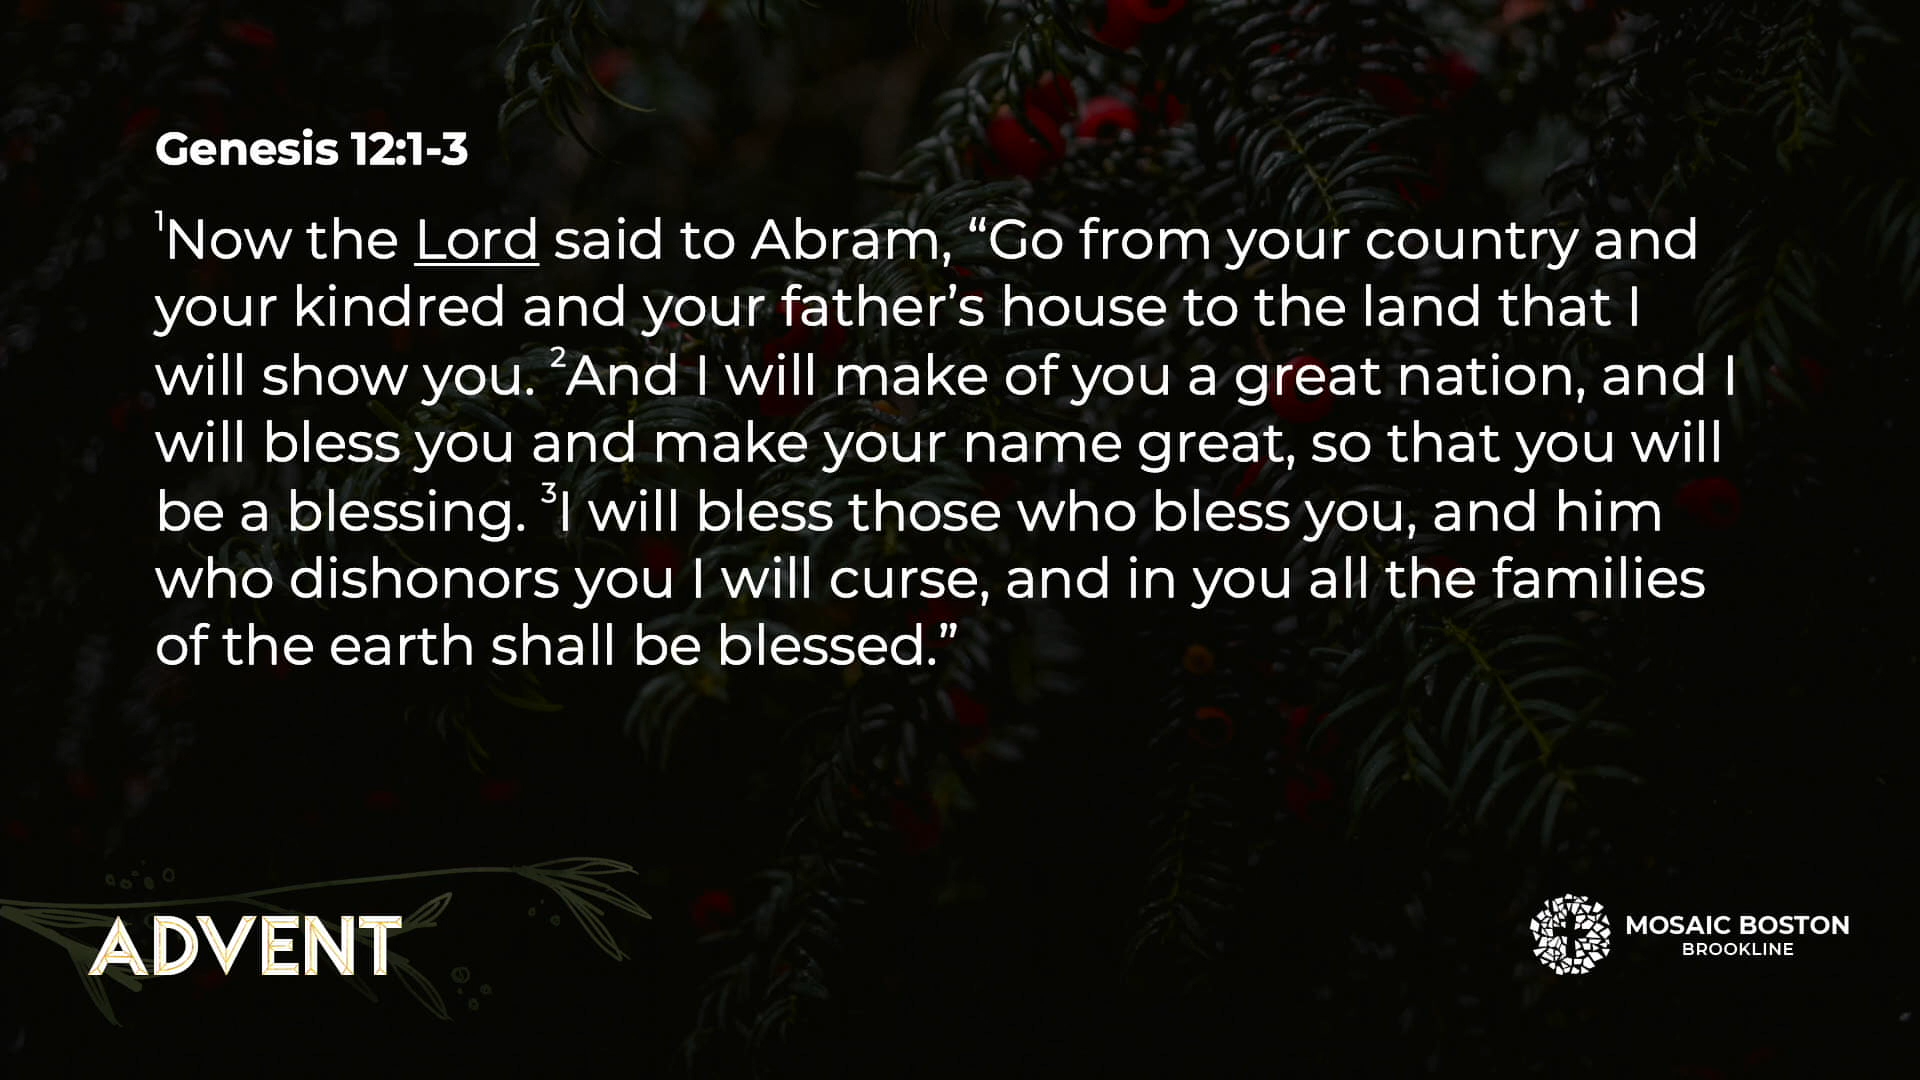 Genesis 12:1-3
¹Now the Lord said to Abram, “Go from your country and
your kindred and your father’s house to the land that I
will show you. ²And I will make of you a great nation, and I
will bless you and make your name great, so that you will
be a blessing. ³I will bless those who bless you, and him
who dishonors you I will curse, and in you all the families
of the earth shall be blessed.”
ADVENT
MOSAIC BOSTON
BROOKLINE